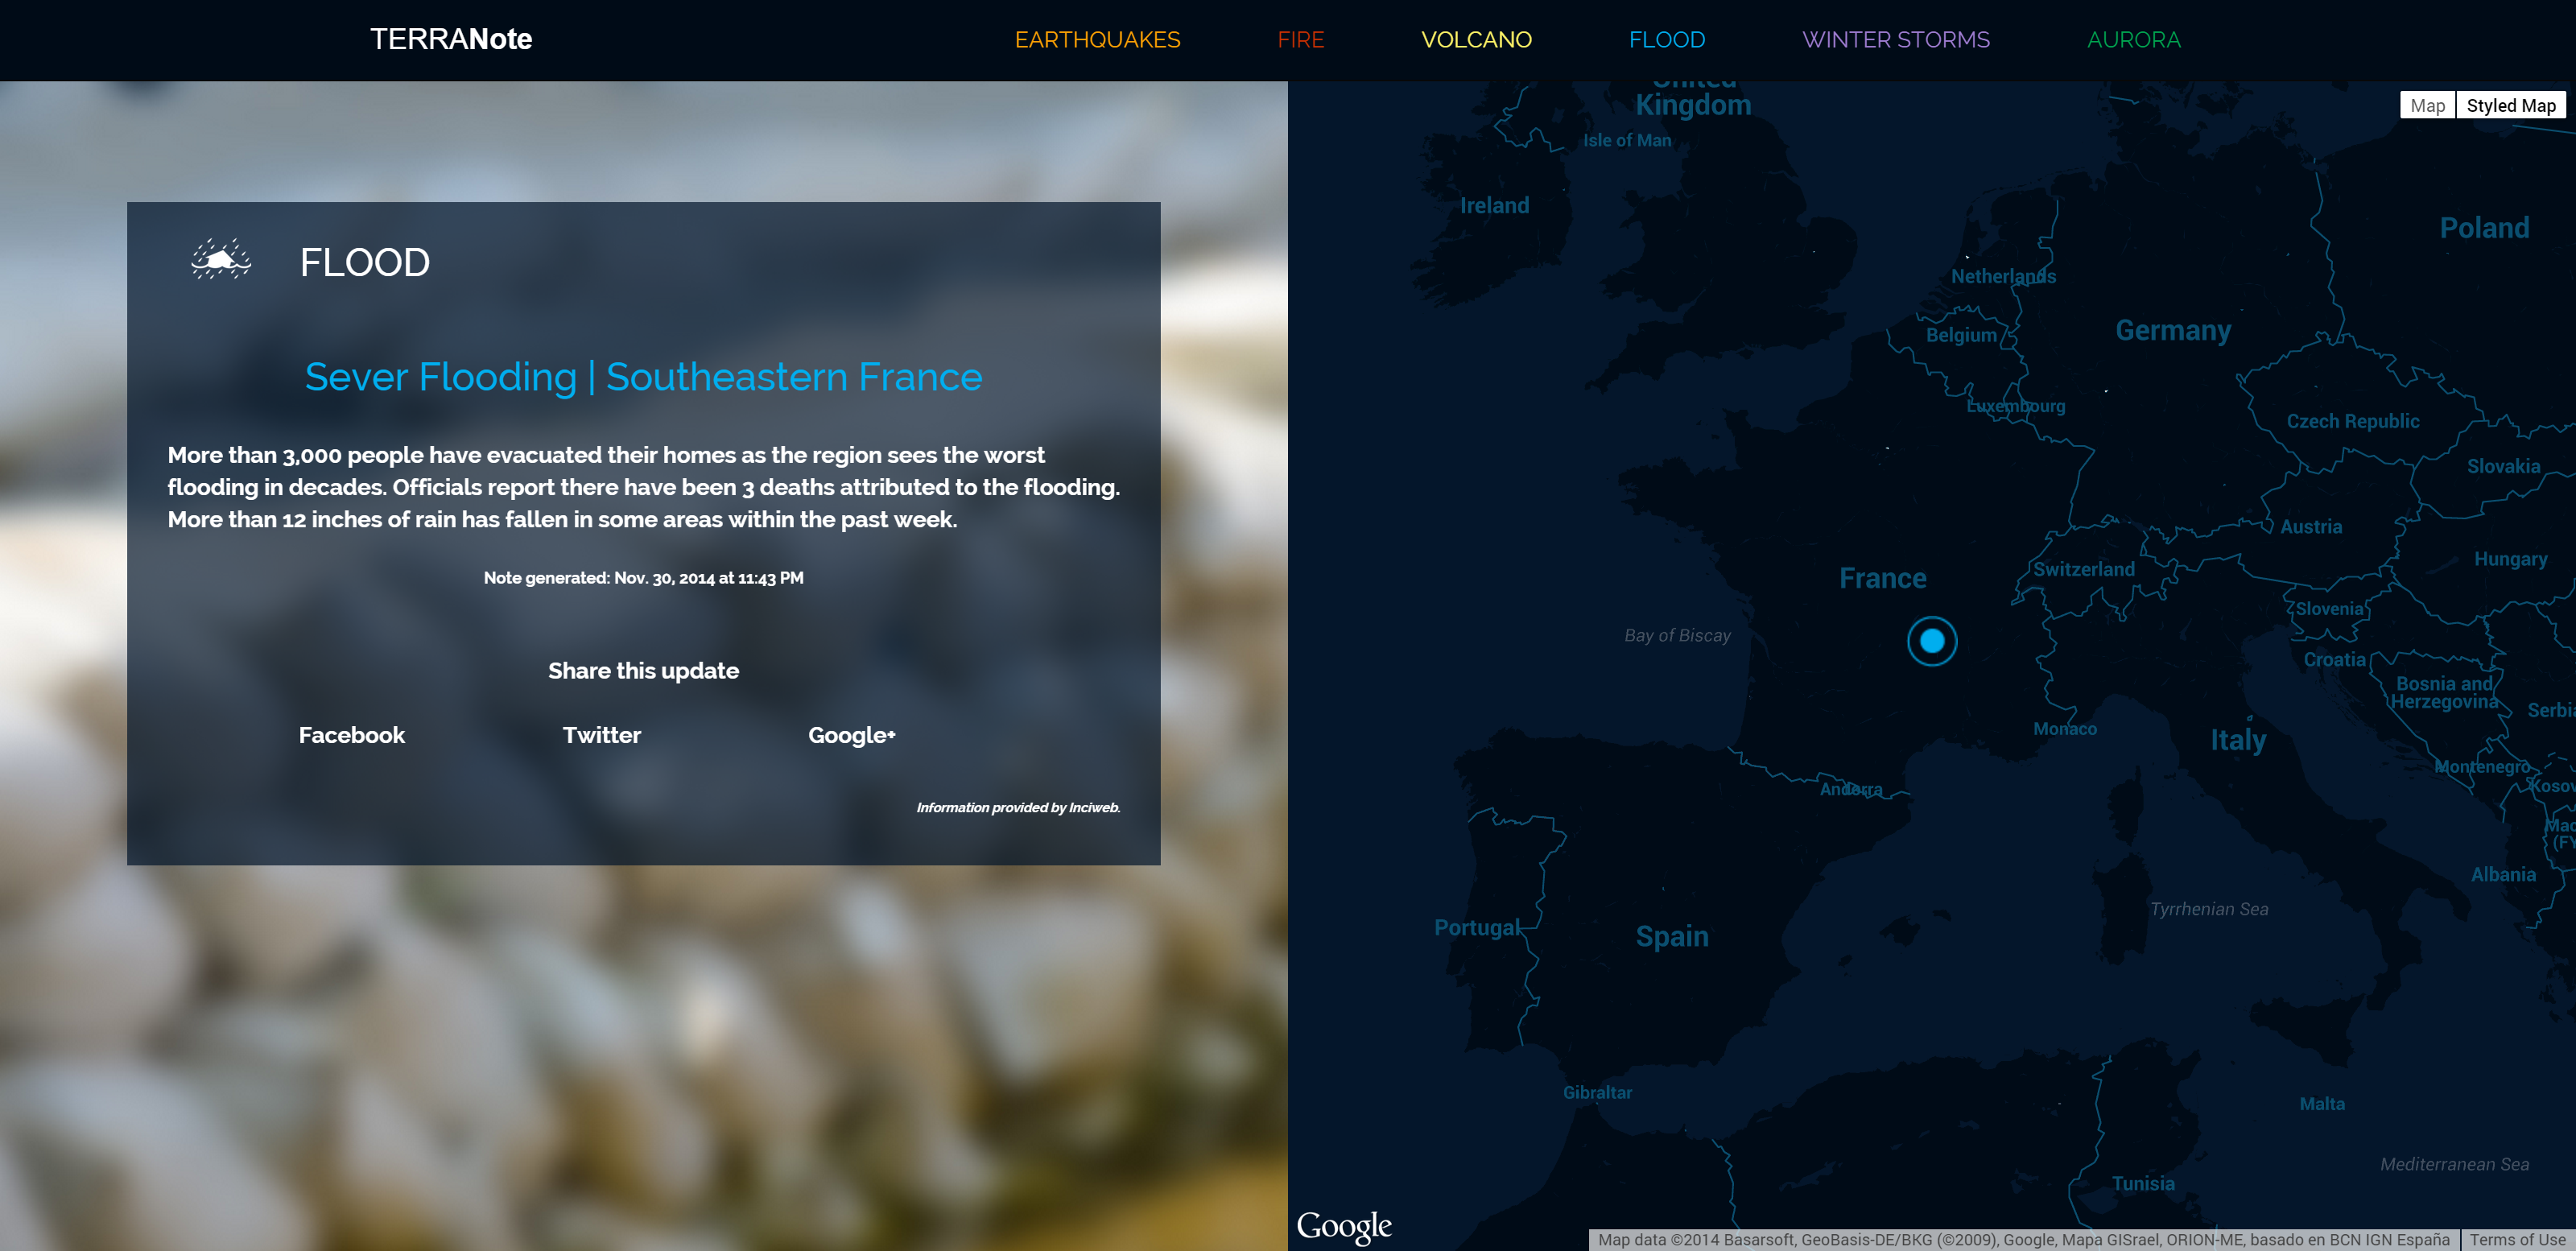 TERRANote
EARTHQUAKES
FIRE
VOLCANO
FLOOD
WINTER STORMS
AURORA
FLOOD
Sever Flooding | Southeastern France
More than 3,000 people have evacuated their homes as the region sees the worst
flooding in decades. Officials report there have been 3 deaths attributed to the flooding.
More than 12 inches of rain has fallen in some areas within the past week.
Note generated: Nov. 30, 2014 at 11:43 PM
Share this update
Facebook
Twitter
Google+
Information provided by Inciweb.
Map
Styled Map
United
Kingdom
Isle of Man
Ireland
Poland
Netherlands
Germany
Belgium
Luxembourg
Czech Republic
Slovakia
Austria
Hungary
Switzerland
France
Slovenia
Bay of Biscay
Croatia
Bosnia and
Herzegovina
Serbia
Monaco
Italy
Montenegro
Kosov
Andorra
Mac
(FY
Albania
Tyrrhenian Sea
Portugal
Spain
Gibraltar
Malta
Mediterranean Sea
Tunisia
Google
Map data ©2014 Basarsoft, GeoBasis-DE/BKG (©2009), Google, Mapa GISrael, ORION-ME, basado en BCN IGN España
Terms of Use